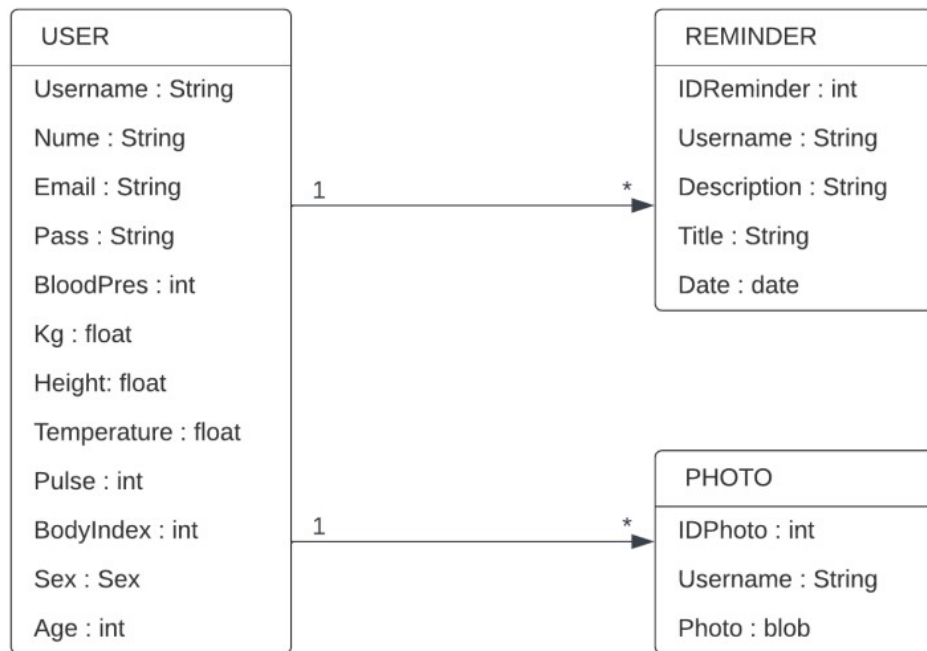 USER
Username : String
Nume : String
Email : String
Pass : String
BloodPres : int
Kg : float
Height: float
Temperature : float
Pulse : int
BodyIndex : int
Sex : Sex
Age : int
1 *
1 *
REMINDER
IDReminder : int
Username : String
Description : String
Title : String
Date : date
PHOTO
IDPhoto : int
Username : String
Photo : blob